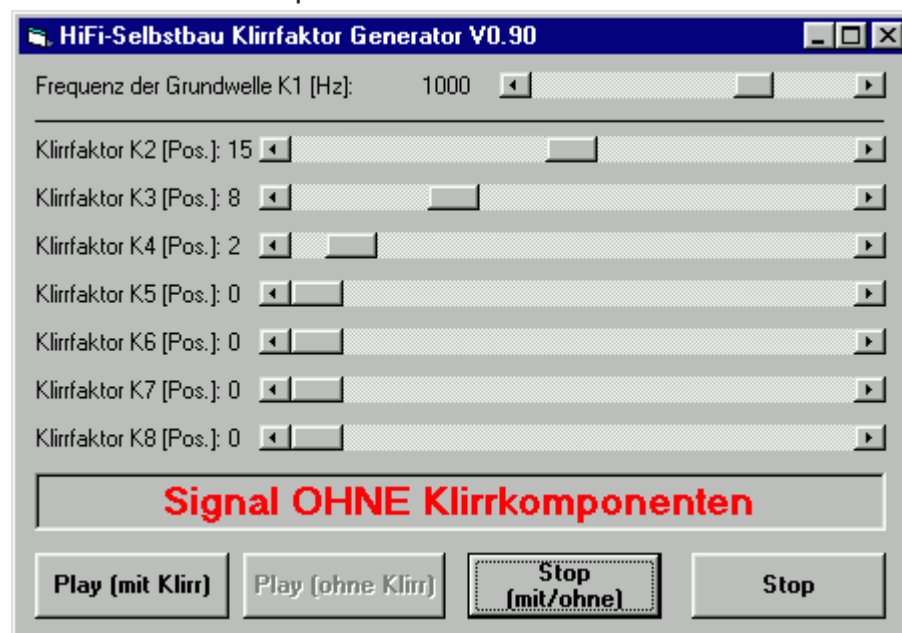 HiFi-Selbstbau Klirrfaktor Generator V0.90
Frequenz der Grundwelle K1 [Hz]: 1000
Klirrfaktor K2 [Pos.]: 15
Klirrfaktor K3 [Pos.]: 8
Klirrfaktor K4 [Pos.]: 2
Klirrfaktor K5 [Pos.]: 0
Klirrfaktor K6 [Pos.]: 0
Klirrfaktor K7 [Pos.]: 0
Klirrfaktor K8 [Pos.]: 0
Signal OHNE Klirrkomponenten
Play (mit Klirr)
Play (ohne Klirr)
Stop
(mit/ohne)
Stop